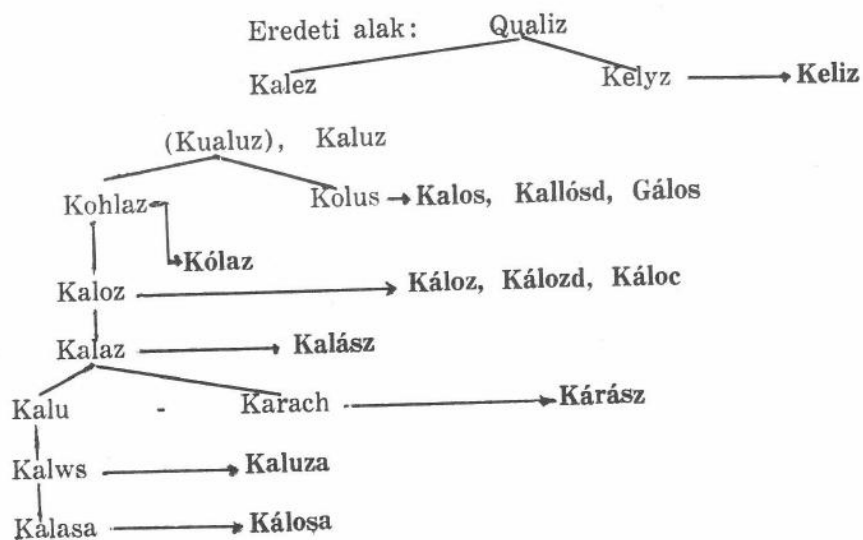 Eredeti alak: Qualiz
Kalez Kelyz Keliz
(Kualuz), Kaluz
Kohlaz Kolus Kalos, Kallósd, Gálos
Kólaz
Kaloz Káloz, Kálozd, Káloc
Kalaz Kalász
Kalu - Karach Kárász
Kalws Kaluza
Kalasa Kálosa